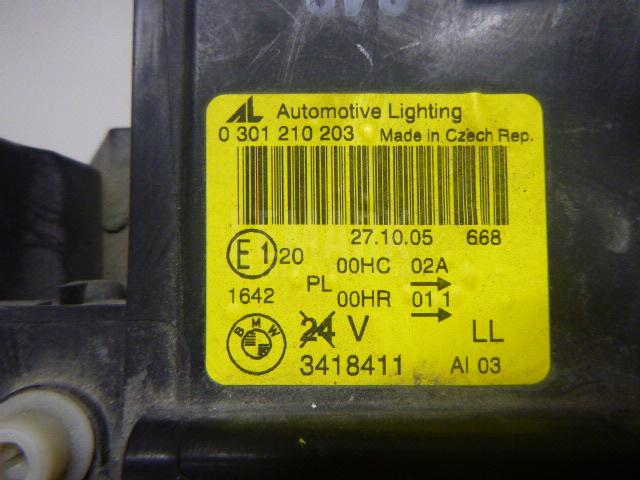 AL Automotive Lighting
0 301 210 203 Made in Czech Rep.
27.10.05 668
E1 20 00HC 02A
PL
1642 00HR 01 1
BMW 24 V LL
3418411 Al 03